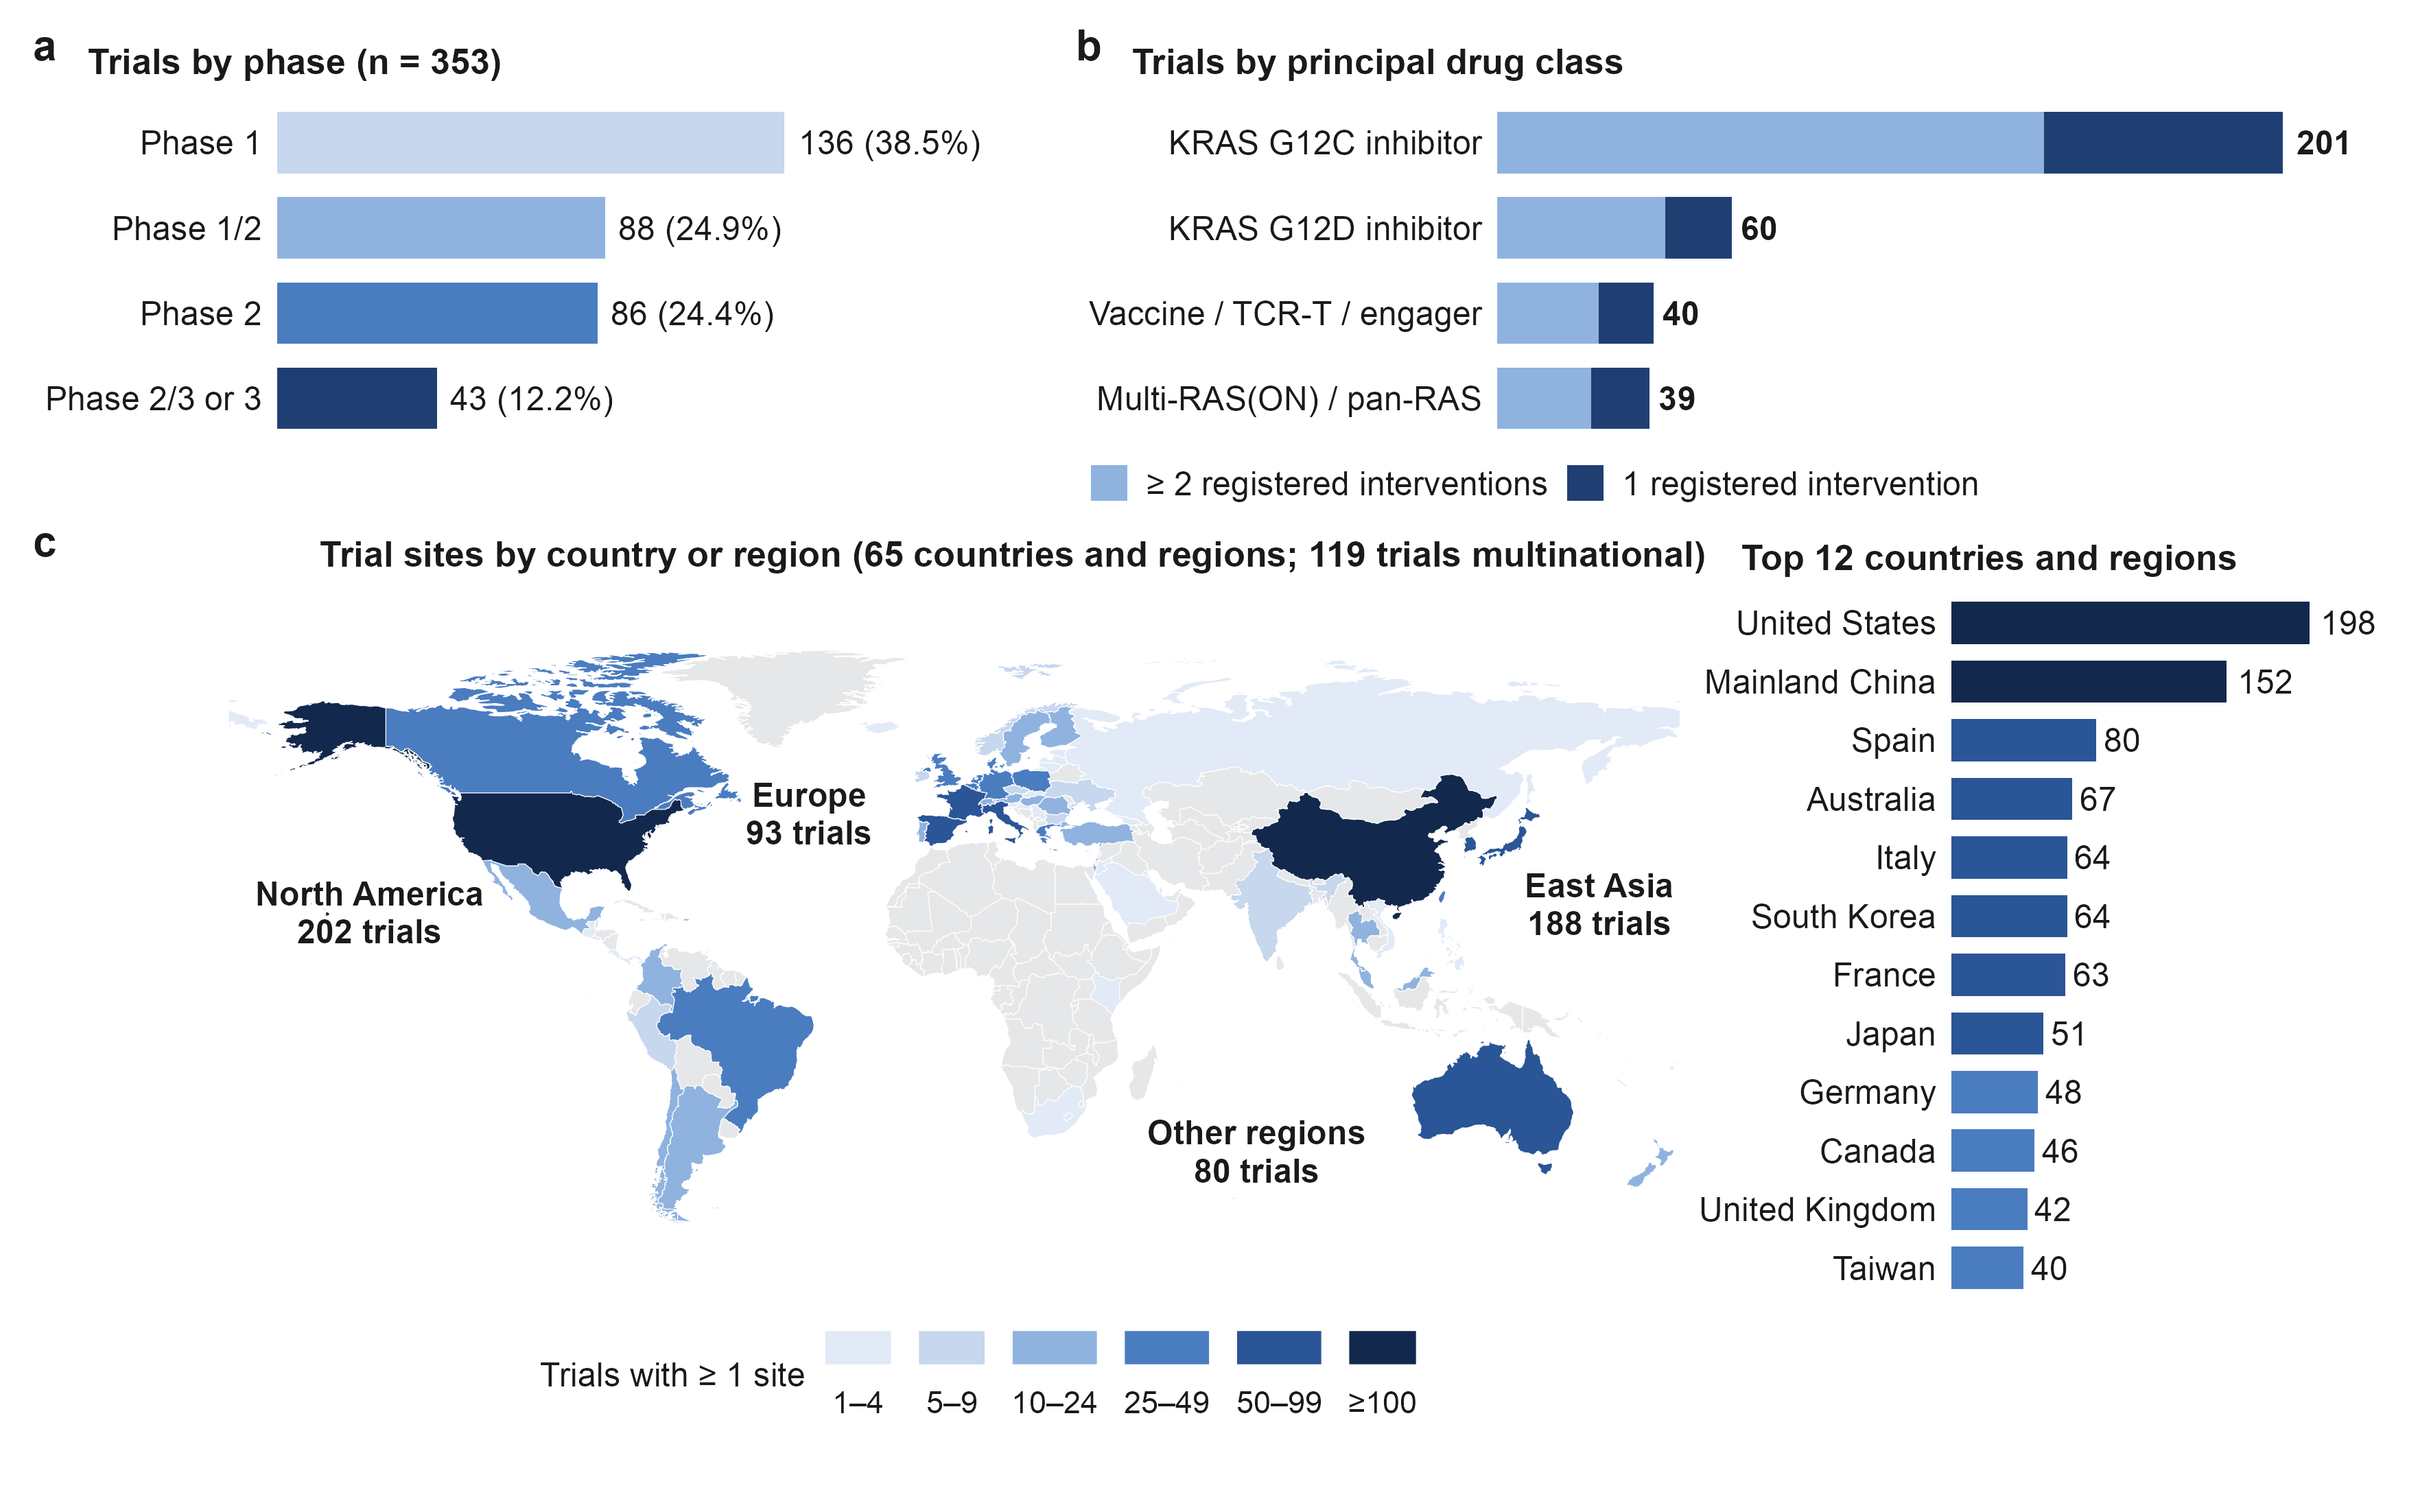 a
Trials by phase (n = 353)
Phase 1
136 (38.5%)
Phase 1/2
88 (24.9%)
Phase 2
86 (24.4%)
Phase 2/3 or 3
43 (12.2%)
b
Trials by principal drug class
KRAS G12C inhibitor
201
KRAS G12D inhibitor
60
Vaccine / TCR-T / engager
40
Multi-RAS(ON) / pan-RAS
39
≥ 2 registered interventions
1 registered intervention
c
Trial sites by country or region (65 countries and regions; 119 trials multinational)
North America
202 trials
Europe
93 trials
East Asia
188 trials
Other regions
80 trials
Trials with ≥ 1 site
1–4
5–9
10–24
25–49
50–99
≥100
Top 12 countries and regions
United States
198
Mainland China
152
Spain
80
Australia
67
Italy
64
South Korea
64
France
63
Japan
51
Germany
48
Canada
46
United Kingdom
42
Taiwan
40